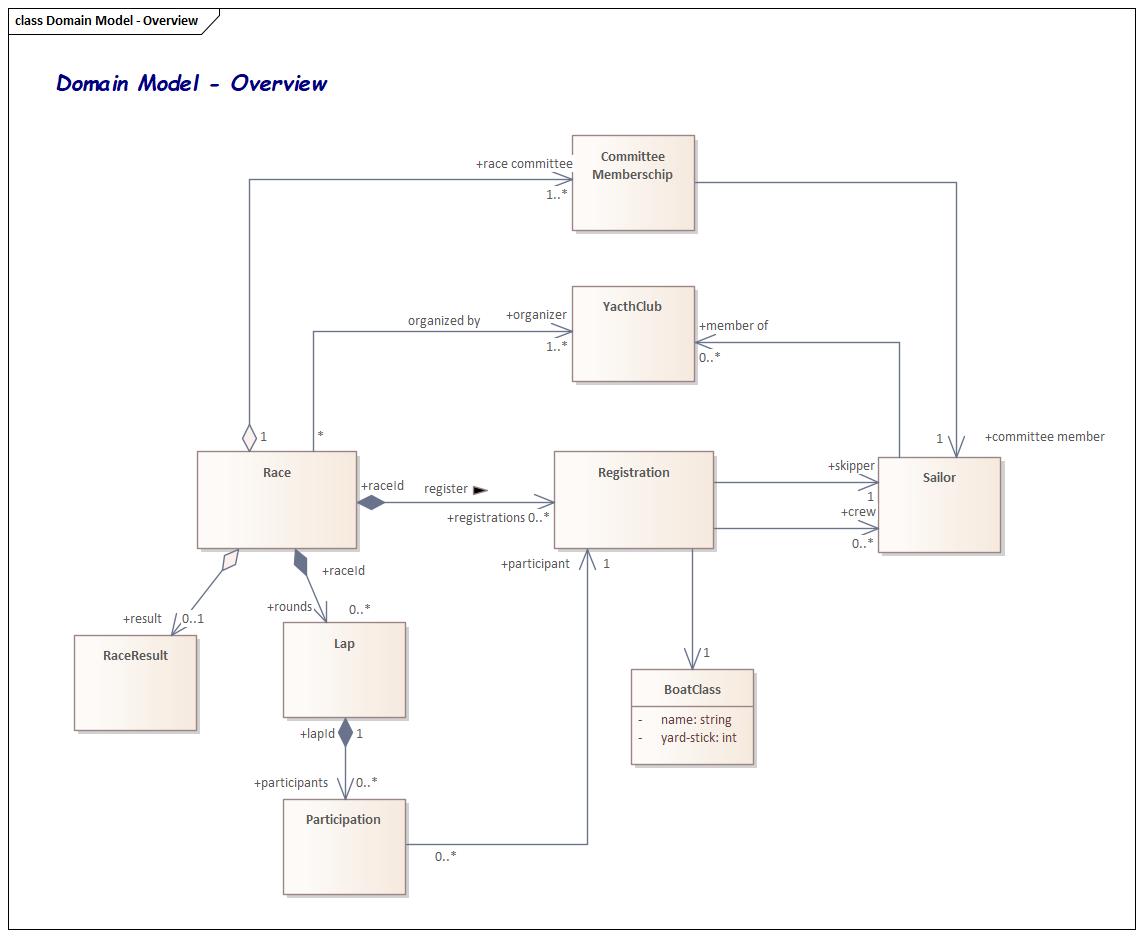 class Domain Model - Overview
Domain Model - Overview
+race committee
1..*
Committee
Memberschip
organized by
+organizer
1..*
YacthClub
+member of
0..*
1
*
1
+committee member
Race
+raceId
register
+registrations 0..*
Registration
+skipper
1
+crew
0..*
Sailor
+participant
1
+raceId
+result
0..1
+rounds
0..*
RaceResult
Lap
1
BoatClass
- name: string
- yard-stick: int
+lapId
1
+participants
0..*
Participation
0..*